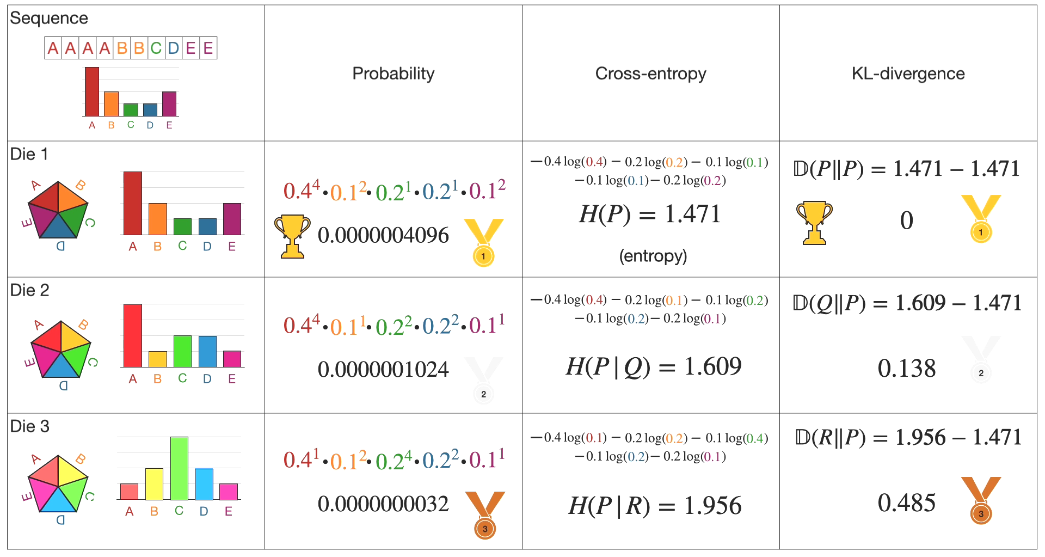 Sequence
A A A A B B C D E E
A B C D E
Probability
Cross-entropy
KL-divergence
Die 1
A B C D E
A B C D E
0.4⁴·0.1²·0.2¹·0.2¹·0.1²
0.0000004096
1
−0.4 log(0.4) − 0.2 log(0.2) − 0.1 log(0.1)
−0.1 log(0.1) − 0.2 log(0.2)
H(P) = 1.471
(entropy)
𝔻(P∥P) = 1.471 − 1.471
0
1
Die 2
A B C D E
A B C D E
0.4⁴·0.1¹·0.2²·0.2²·0.1¹
0.0000001024
2
−0.4 log(0.4) − 0.2 log(0.1) − 0.1 log(0.2)
−0.1 log(0.2) − 0.2 log(0.1)
H(P | Q) = 1.609
𝔻(Q∥P) = 1.609 − 1.471
0.138
2
Die 3
A B C D E
A B C D E
0.4¹·0.1²·0.2⁴·0.2²·0.1¹
0.0000000032
3
−0.4 log(0.1) − 0.2 log(0.2) − 0.1 log(0.4)
−0.1 log(0.2) − 0.2 log(0.1)
H(P | R) = 1.956
𝔻(R∥P) = 1.956 − 1.471
0.485
3